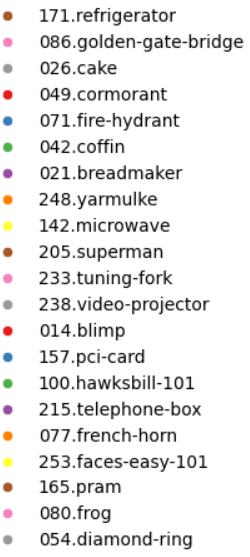 171.refrigerator
086.golden-gate-bridge
026.cake
049.cormorant
071.fire-hydrant
042.coffin
021.breadmaker
248.yarmulke
142.microwave
205.superman
233.tuning-fork
238.video-projector
014.blimp
157.pci-card
100.hawksbill-101
215.telephone-box
077.french-horn
253.faces-easy-101
165.pram
080.frog
054.diamond-ring